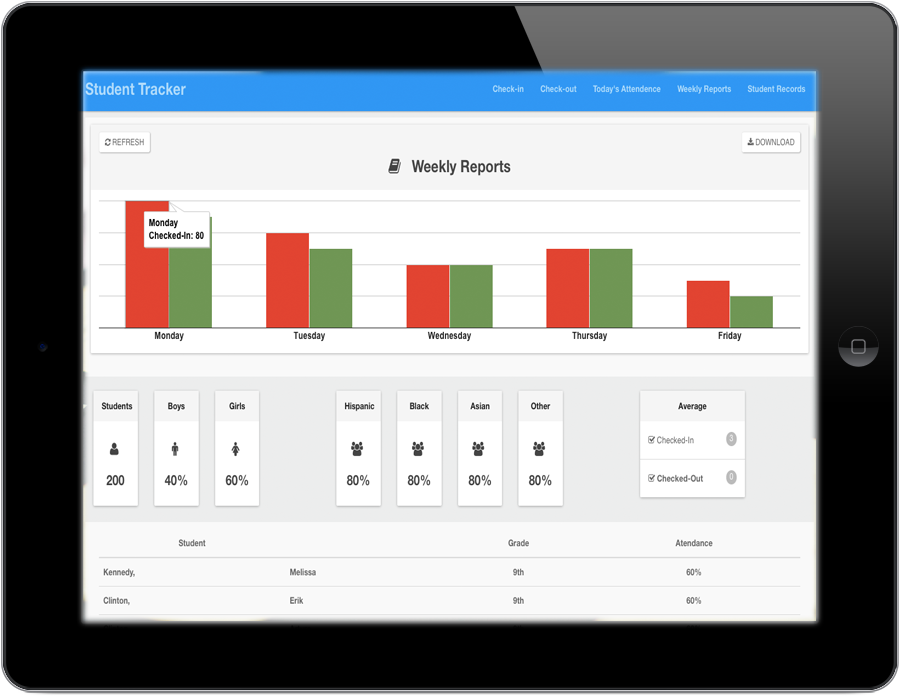 Student Tracker
Check-in Check-out Today's Attendence Weekly Reports Student Records
REFRESH DOWNLOAD
Weekly Reports
Monday
Checked-In: 80
Monday Tuesday Wednesday Thursday Friday
Students Boys Girls Hispanic Black Asian Other Average
Checked-In 3
200 40% 60% 80% 80% 80% 80%
Checked-Out 0
Student Grade Atendance
Kennedy, Melissa 9th 60%
Clinton, Erik 9th 60%